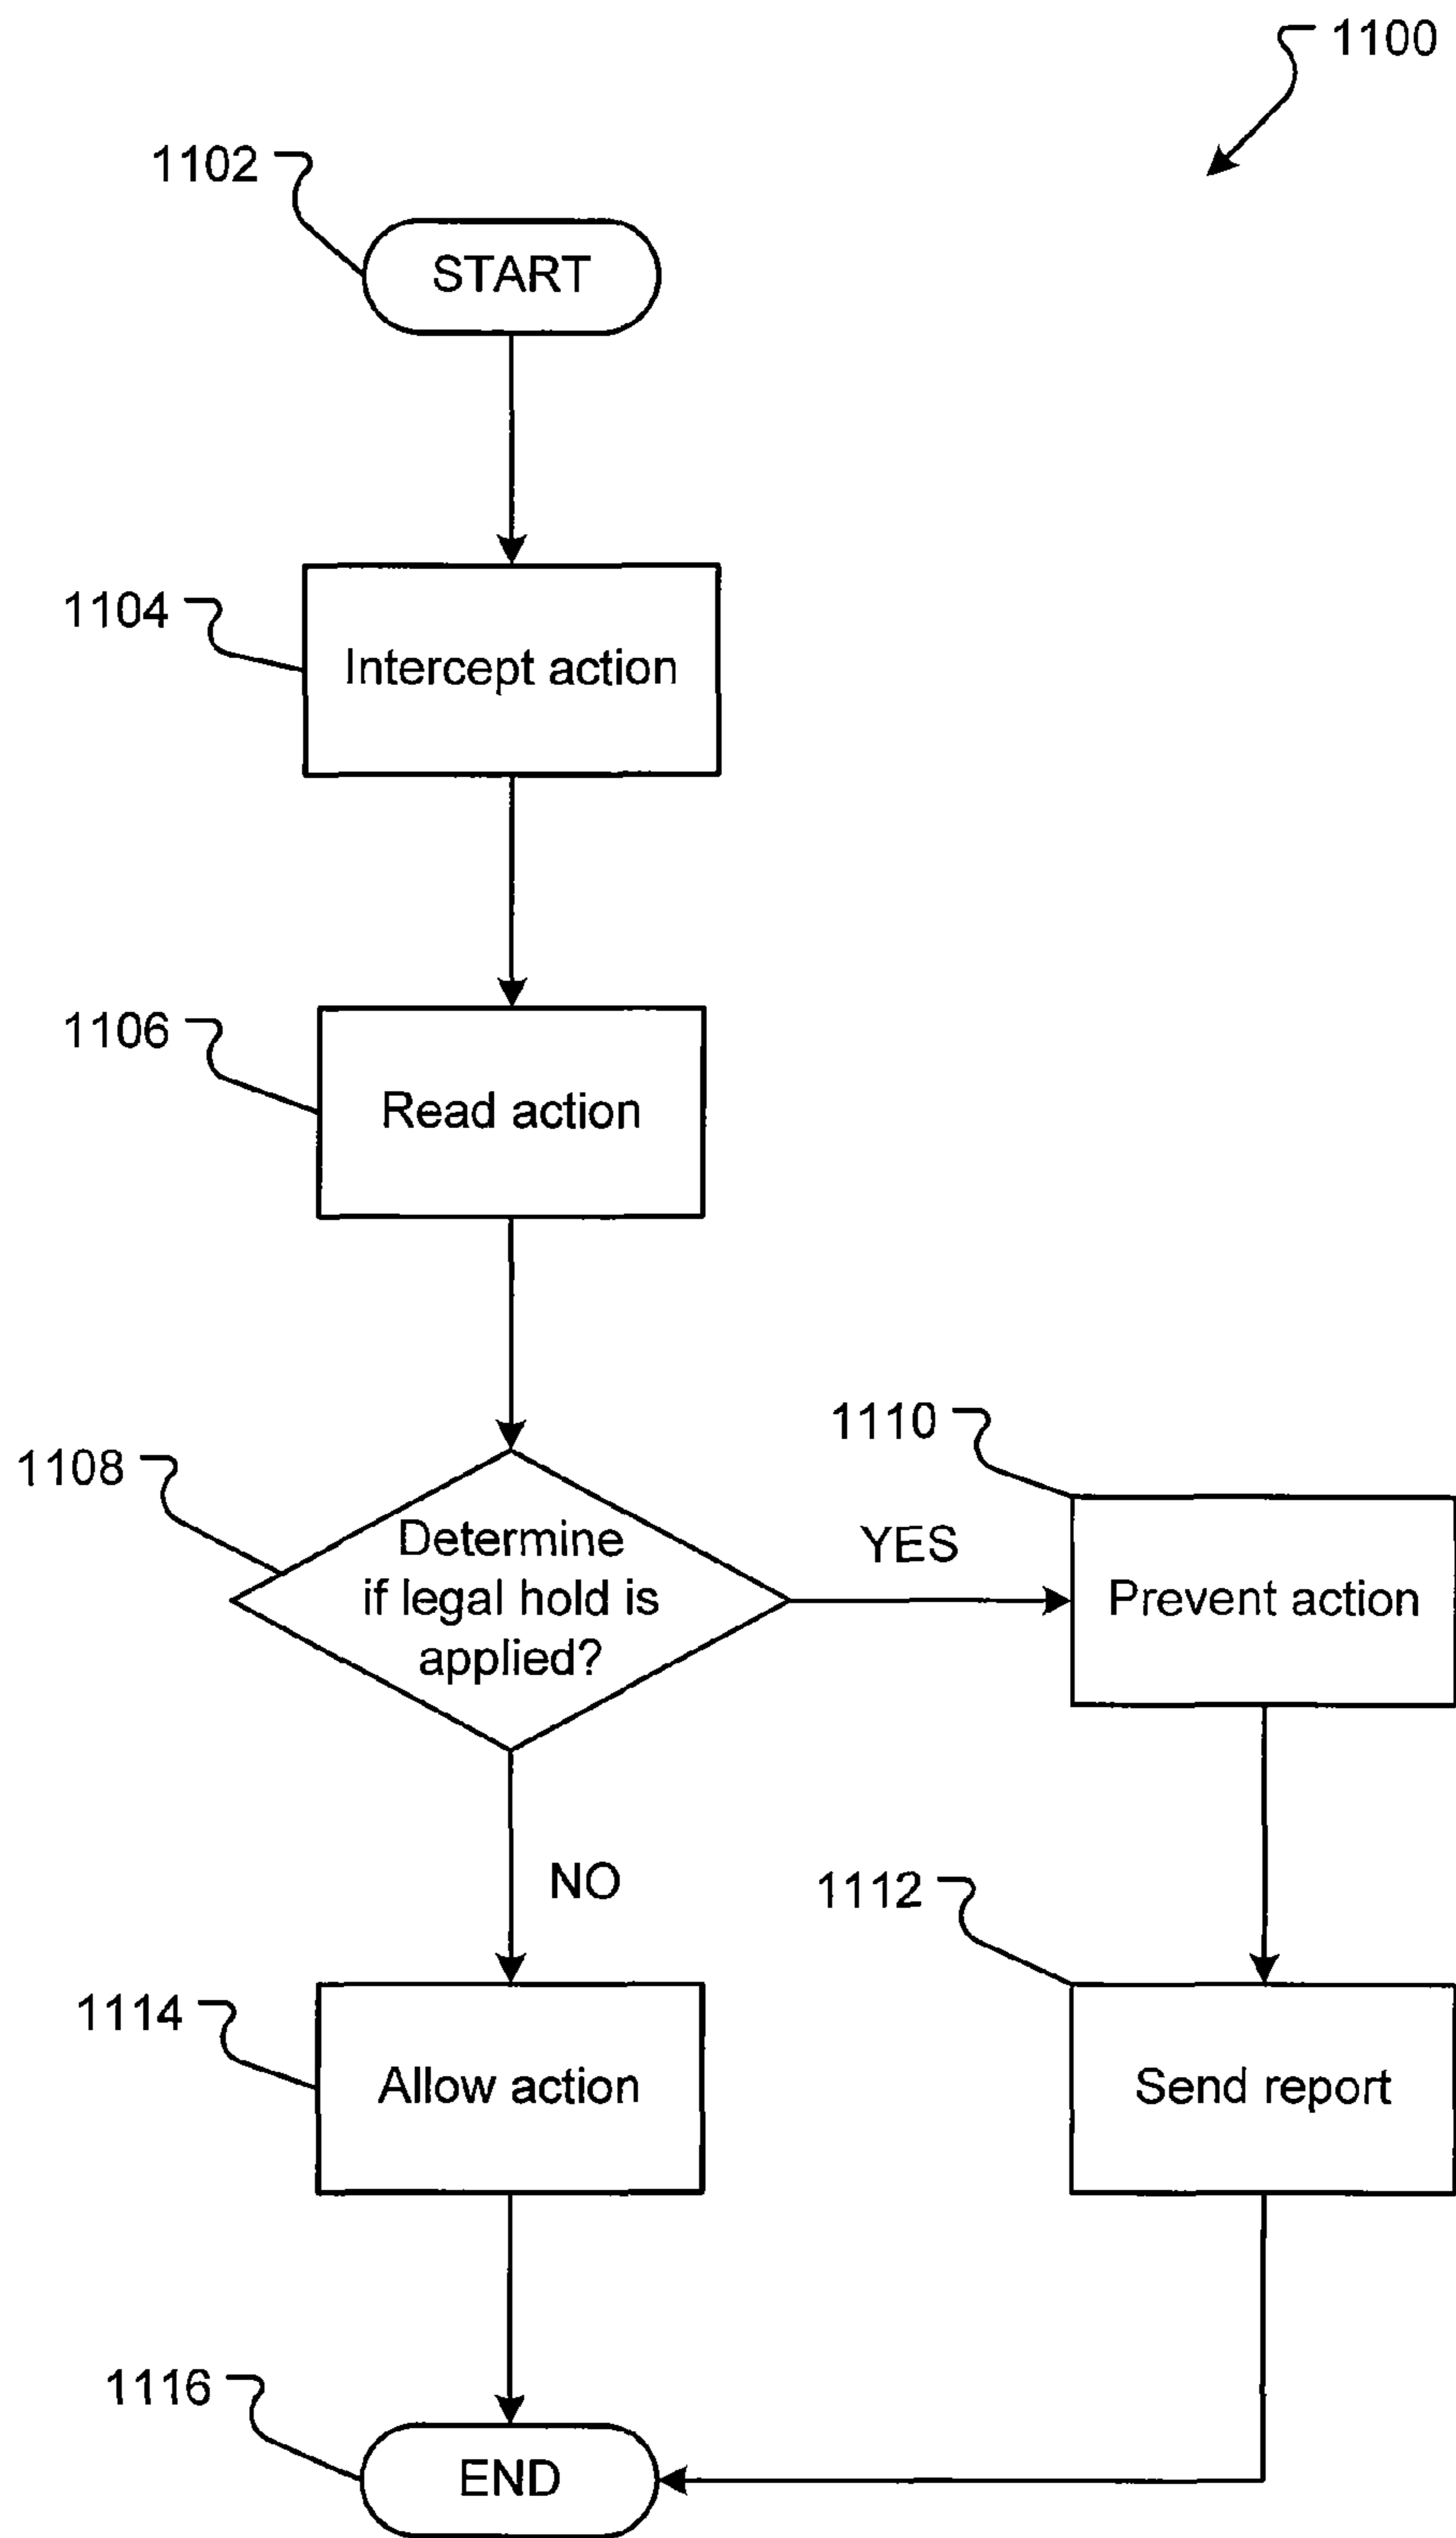 1100
1102
START
1104
Intercept action
1106
Read action
1108
Determine
if legal hold is
applied?
YES
1110
Prevent action
NO
1112
Send report
1114
Allow action
1116
END